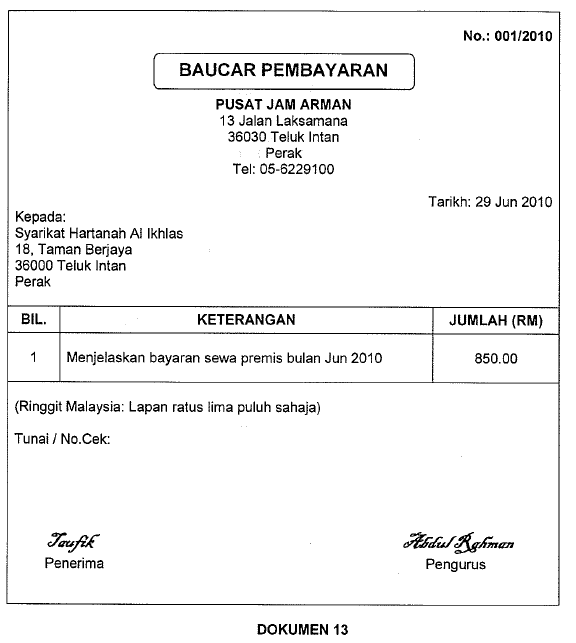 No.: 001/2010
BAUCAR PEMBAYARAN
PUSAT JAM ARMAN
13 Jalan Laksamana
36030 Teluk Intan
Perak
Tel: 05-6229100
Tarikh: 29 Jun 2010
Kepada:
Syarikat Hartanah Al Ikhlas
18, Taman Berjaya
36000 Teluk Intan
Perak
BIL. KETERANGAN JUMLAH (RM)
1 Menjelaskan bayaran sewa premis bulan Jun 2010 850.00
(Ringgit Malaysia: Lapan ratus lima puluh sahaja)
Tunai / No.Cek:
Taufik Abdul Rahman
Penerima Pengurus
DOKUMEN 13